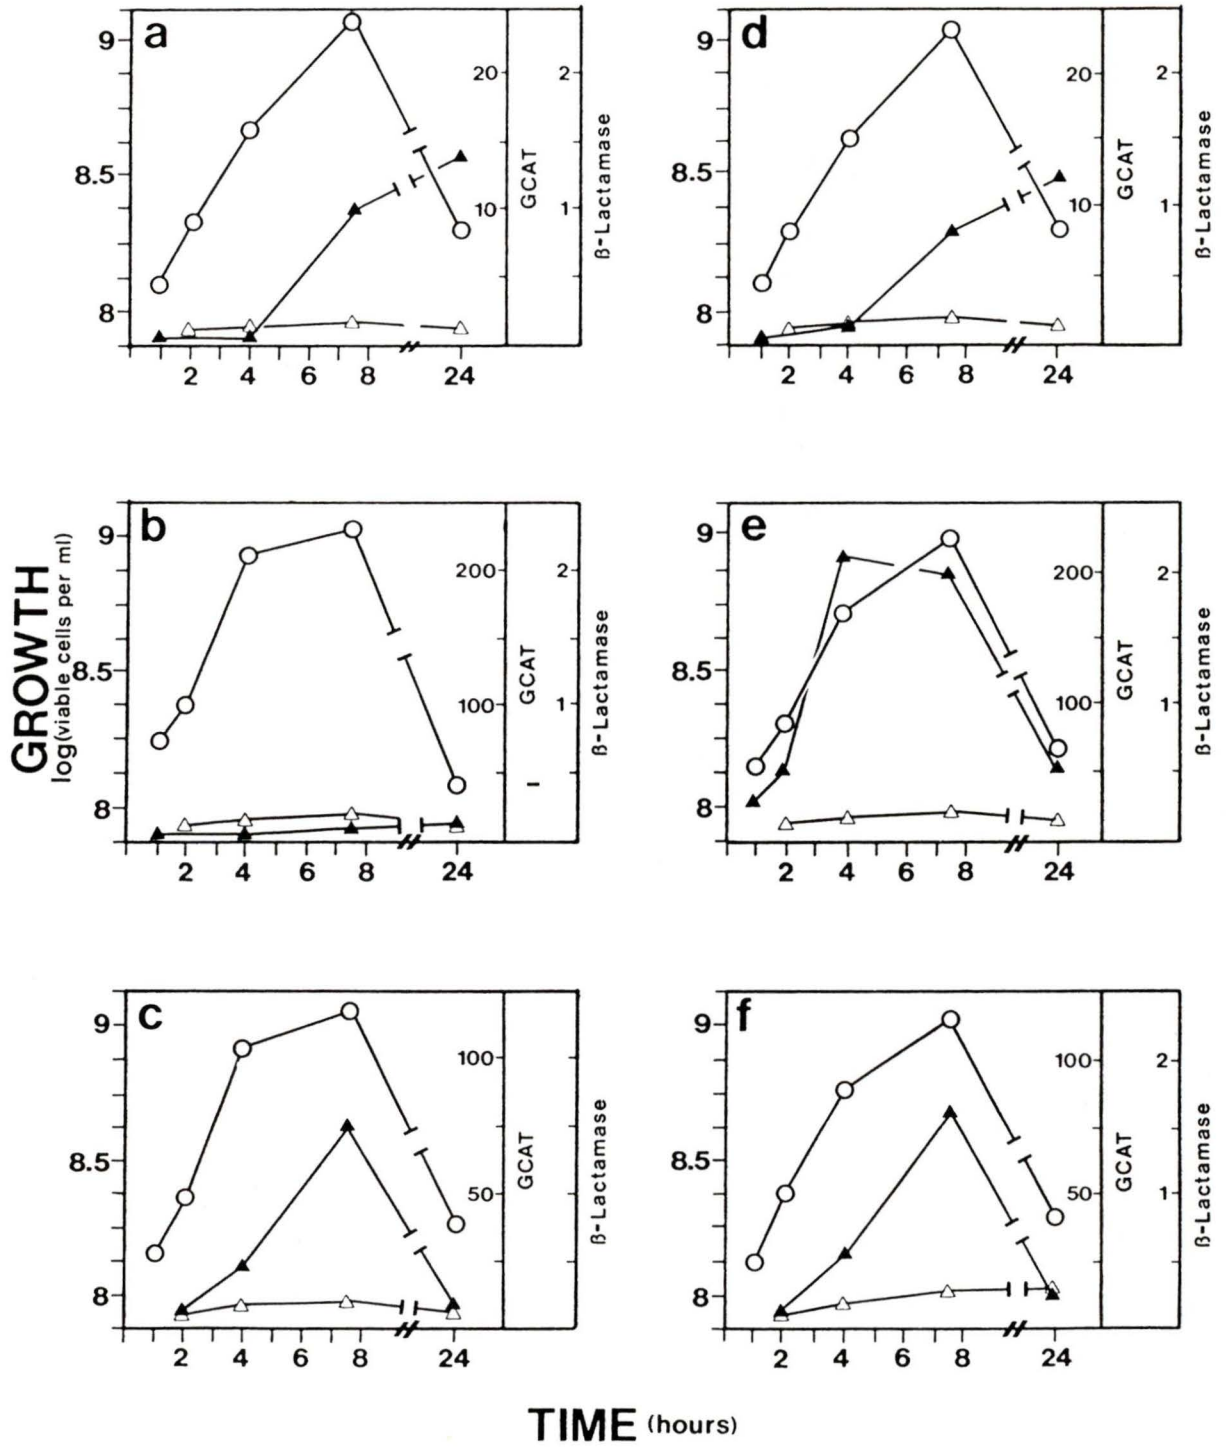 a
9
8.5
8
20
10
2
1
GCAT
β-Lactamase
2 4 6 8 24
d
9
8.5
8
20
10
2
1
GCAT
β-Lactamase
2 4 6 8 24
GROWTH
log(viable cells per ml)
b
9
8.5
8
200
100
2
1
GCAT
β-Lactamase
2 4 6 8 24
e
9
8.5
8
200
100
2
1
GCAT
β-Lactamase
2 4 6 8 24
c
9
8.5
8
100
50
GCAT
β-Lactamase
2 4 6 8 24
f
9
8.5
8
100
50
2
1
GCAT
β-Lactamase
2 4 6 8 24
TIME (hours)